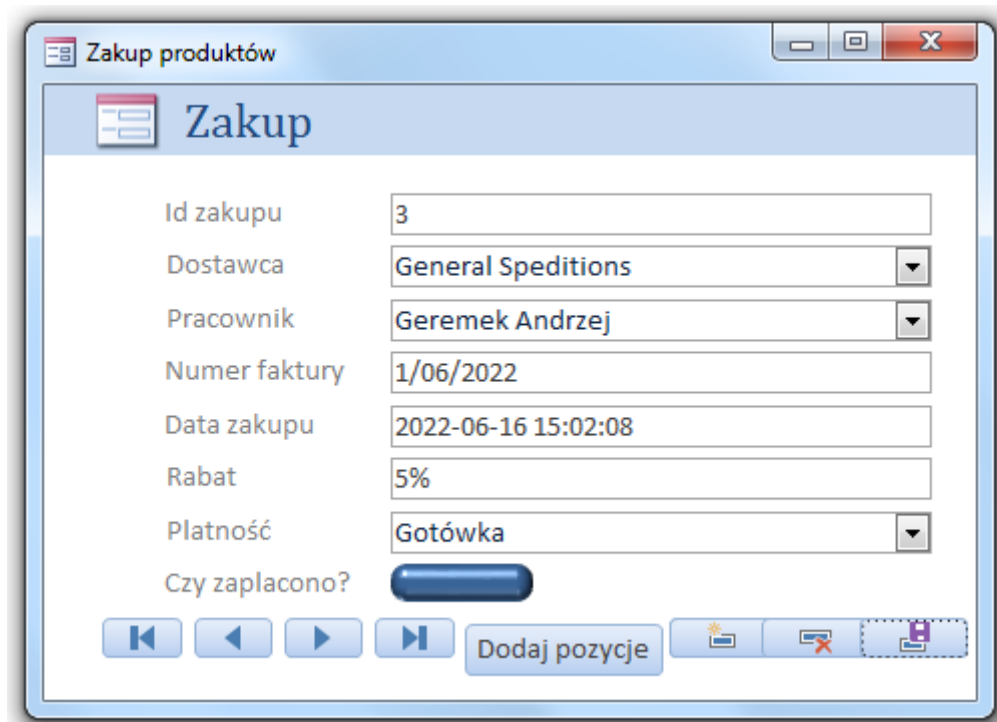 Zakup produktów
Zakup
Id zakupu 3
Dostawca General Speditions
Pracownik Geremek Andrzej
Numer faktury 1/06/2022
Data zakupu 2022-06-16 15:02:08
Rabat 5%
Platność Gotówka
Czy zaplacono?
Dodaj pozycje